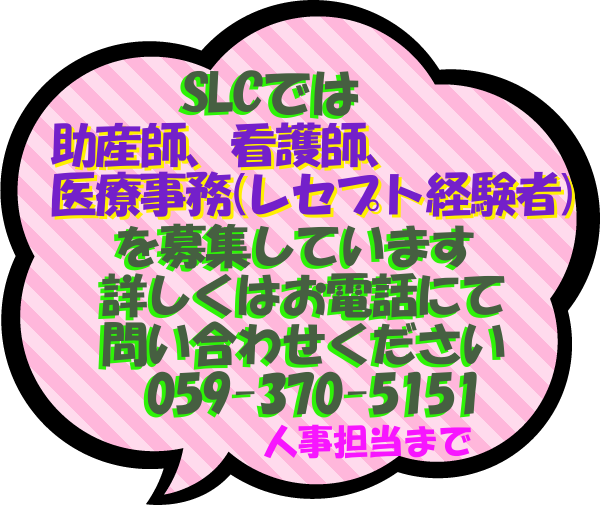 SLCでは
助産師、看護師、
医療事務(レセプト経験者)
を募集しています
詳しくはお電話にて
問い合わせください
059-370-5151
人事担当まで